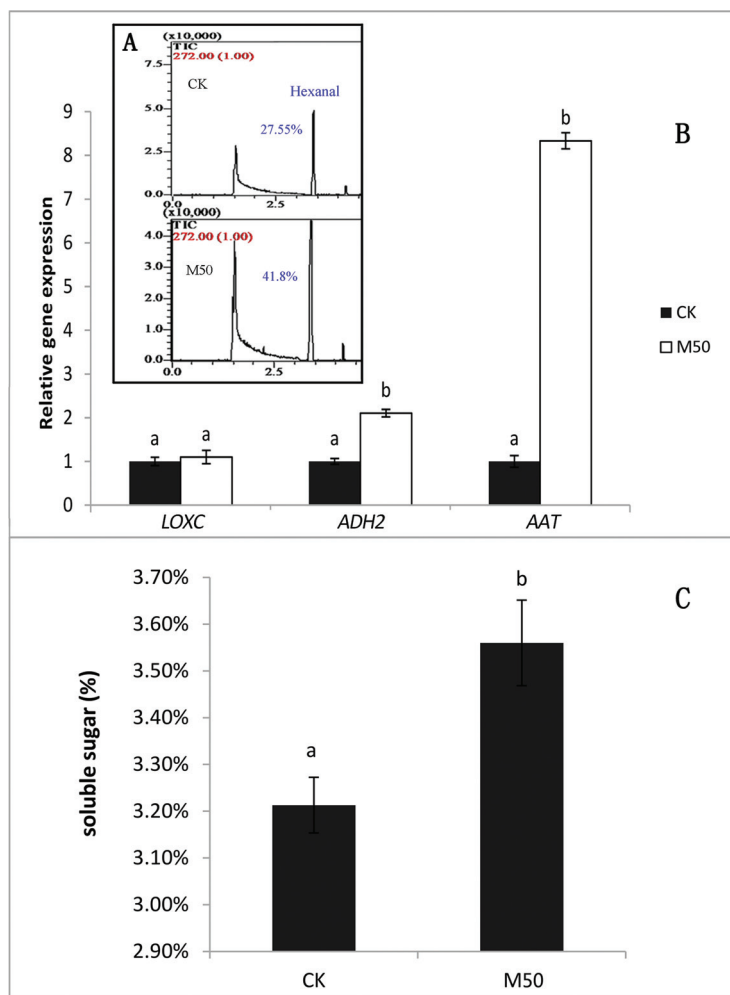 A
(x10,000)
TIC
272.00 (1.00)
7.5
CK
Hexanal
5.0
27.55%
2.5
0.0
0.0
2.5
(x10,000)
TIC
272.00 (1.00)
4.0
M50
41.8%
3.0
2.0
1.0
0.0
0.0
2.5
B
Relative gene expression
9
8
7
6
5
4
3
2
1
0
a
a
a
b
a
b
LOXC
ADH2
AAT
CK
M50
C
soluble sugar (%)
3.70%
3.60%
3.50%
3.40%
3.30%
3.20%
3.10%
3.00%
2.90%
a
b
CK
M50